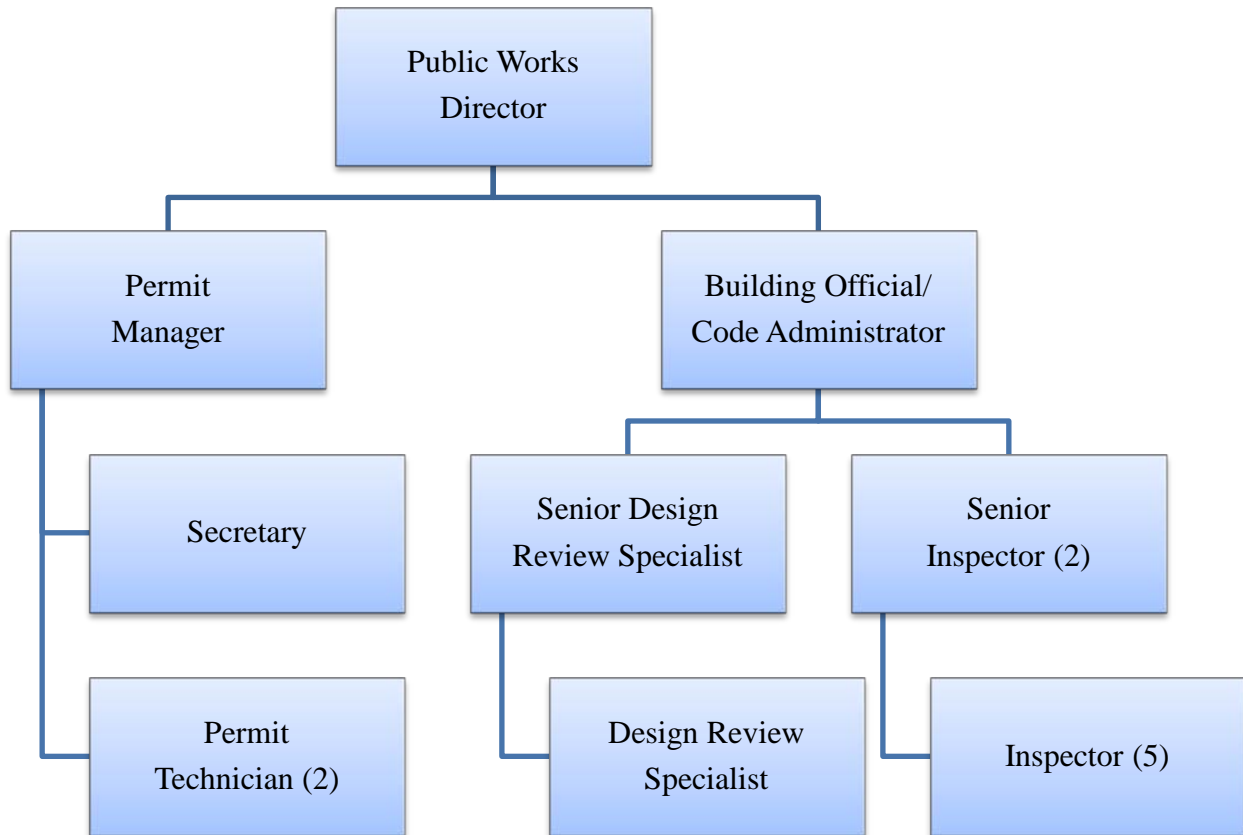 Public Works
Director
Permit
Manager
Building Official/
Code Administrator
Secretary
Senior Design
Review Specialist
Senior
Inspector (2)
Permit
Technician (2)
Design Review
Specialist
Inspector (5)